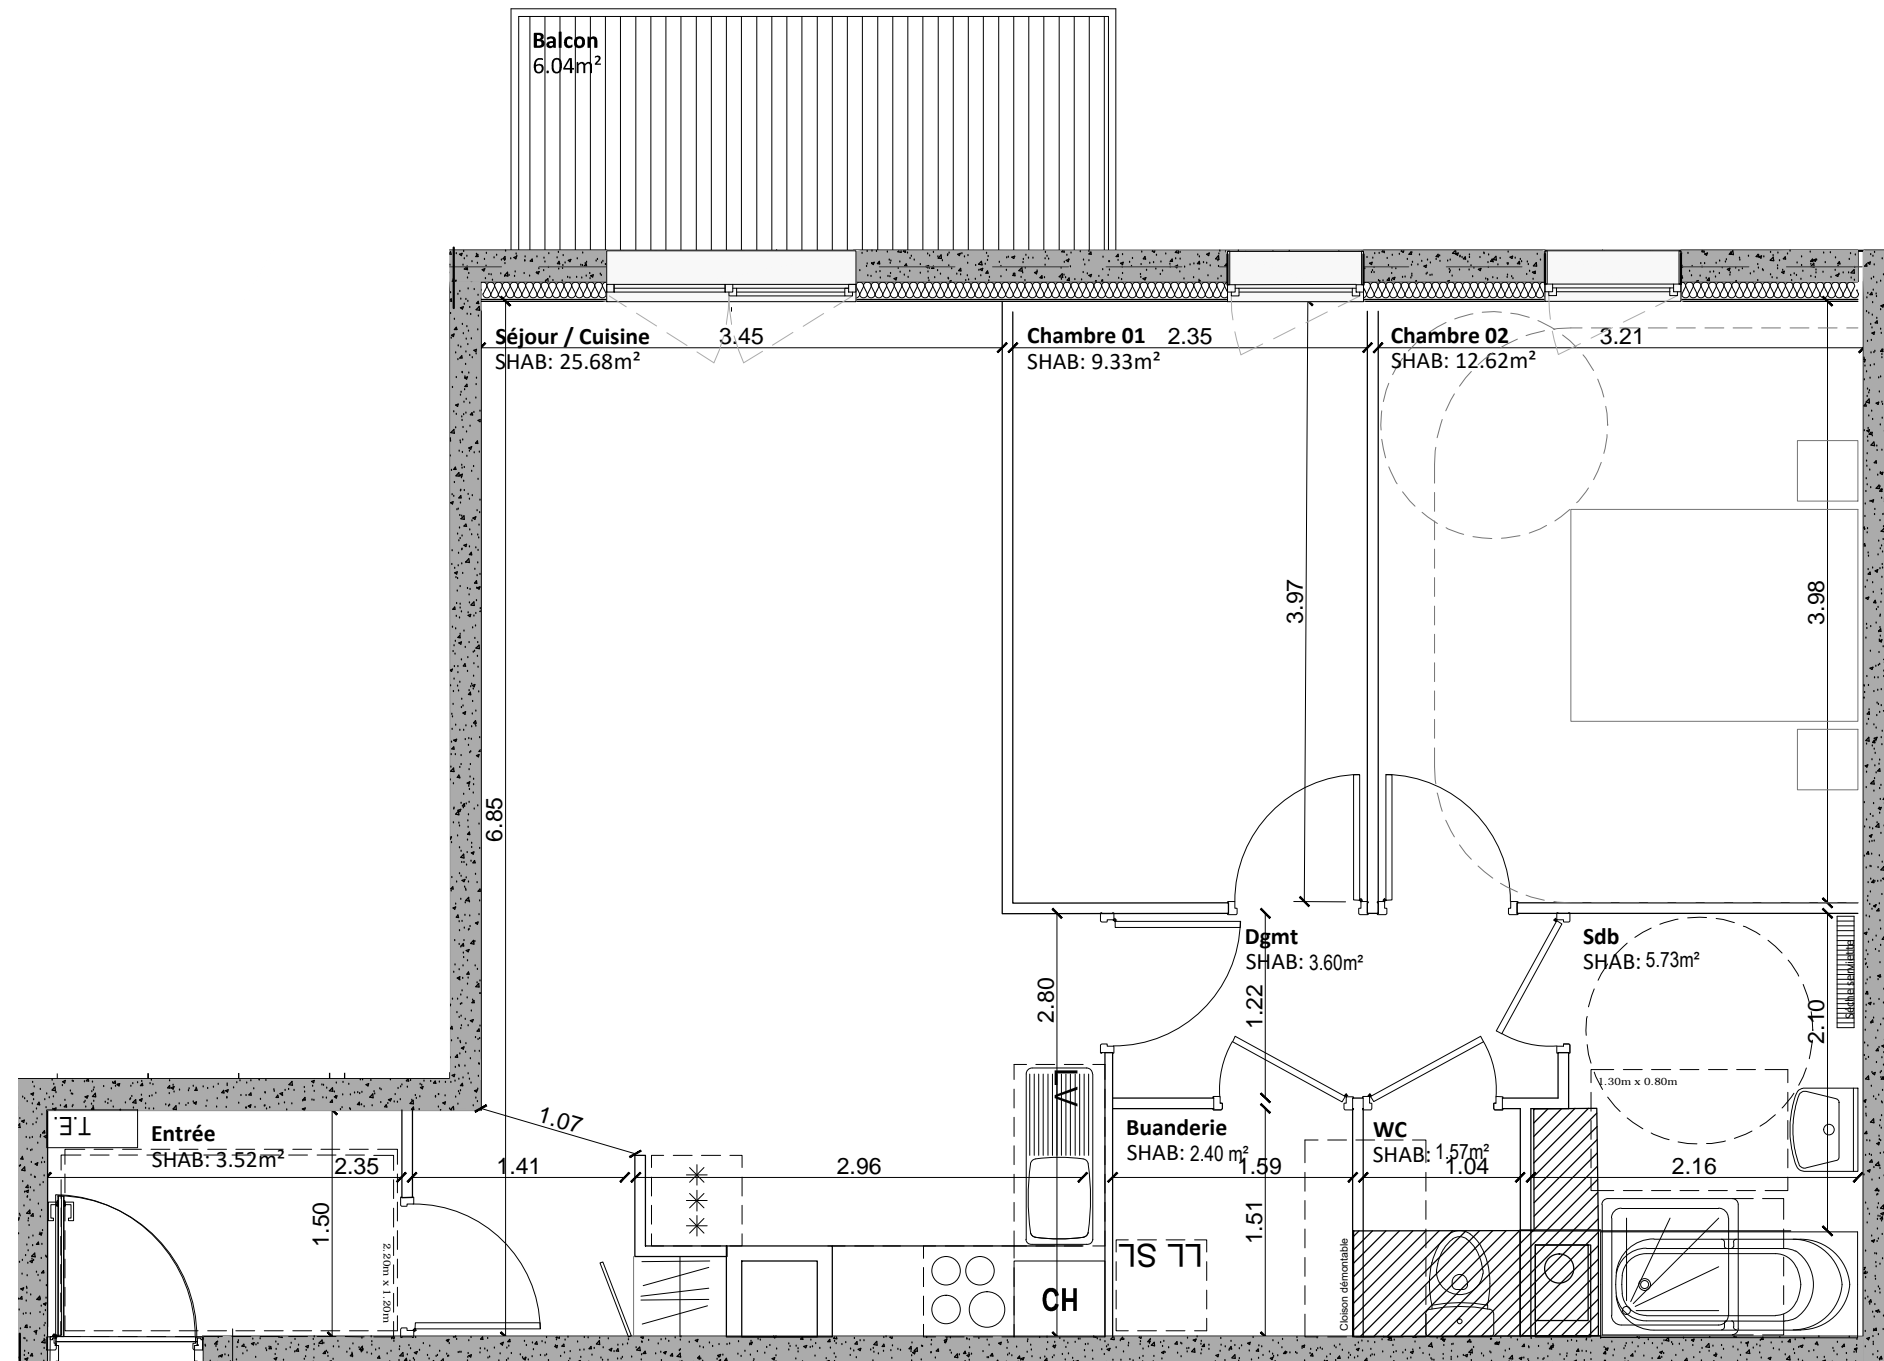 Balcon
6.04m²
Séjour / Cuisine
SHAB: 25.68m²
3.45
Chambre 01
SHAB: 9.33m²
2.35
Chambre 02
SHAB: 12.62m²
3.21
3.97
3.98
6.85
Dgmt
SHAB: 3.60m²
Sdb
SHAB: 5.73m²
Sèche serviette
2.80
1.22
2.10
1.30m x 0.80m
LV
T.E.
Entrée
SHAB: 3.52m²
1.07
Buanderie
SHAB: 2.40 m²
WC
SHAB: 1.57m²
2.35
1.41
2.96
1.59
1.04
2.16
1.50
1.51
2.20m x 1.20m
LL SL
Cloison démontable
CH